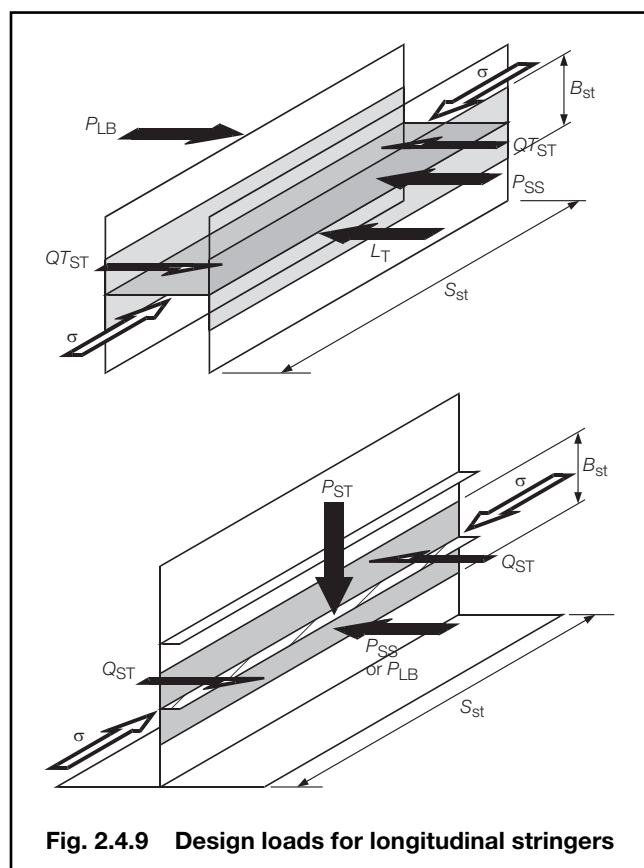 σ
B_st
P_LB
QT_ST
P_SS
L_T
QT_ST
S_st
σ
P_ST
B_st
σ
Q_ST
P_SS
or P_LB
Q_ST
S_st
σ
Fig. 2.4.9 Design loads for longitudinal stringers